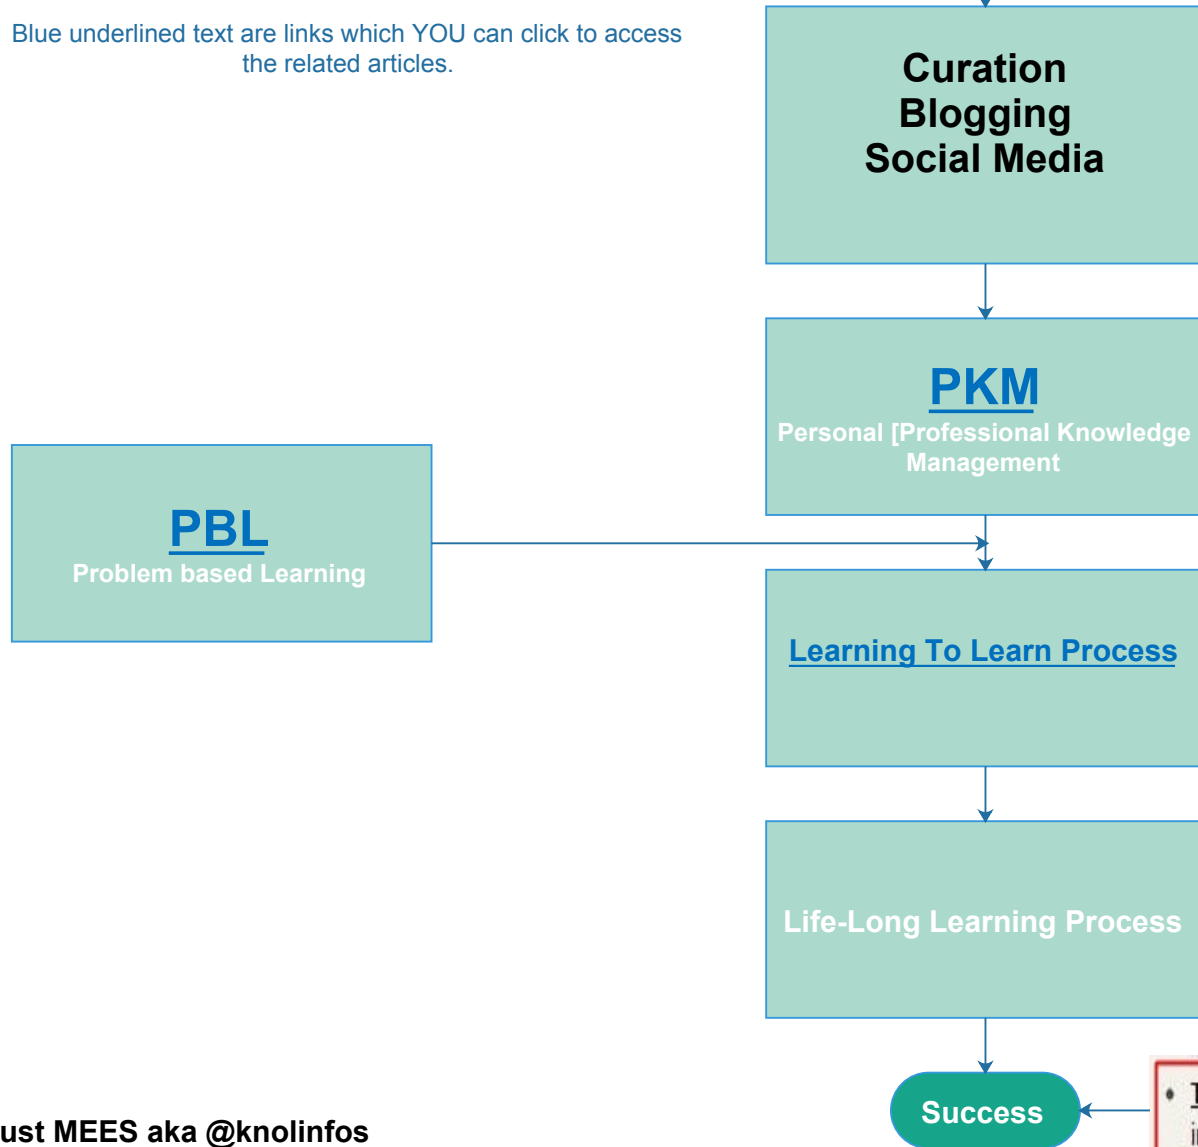 Blue underlined text are links which YOU can click to access
the related articles.
Curation
Blogging
Social Media
PKM
Personal [Professional Knowledge
Management
PBL
Problem based Learning
Learning To Learn Process
Life-Long Learning Process
Success
MEES aka @knolinfos